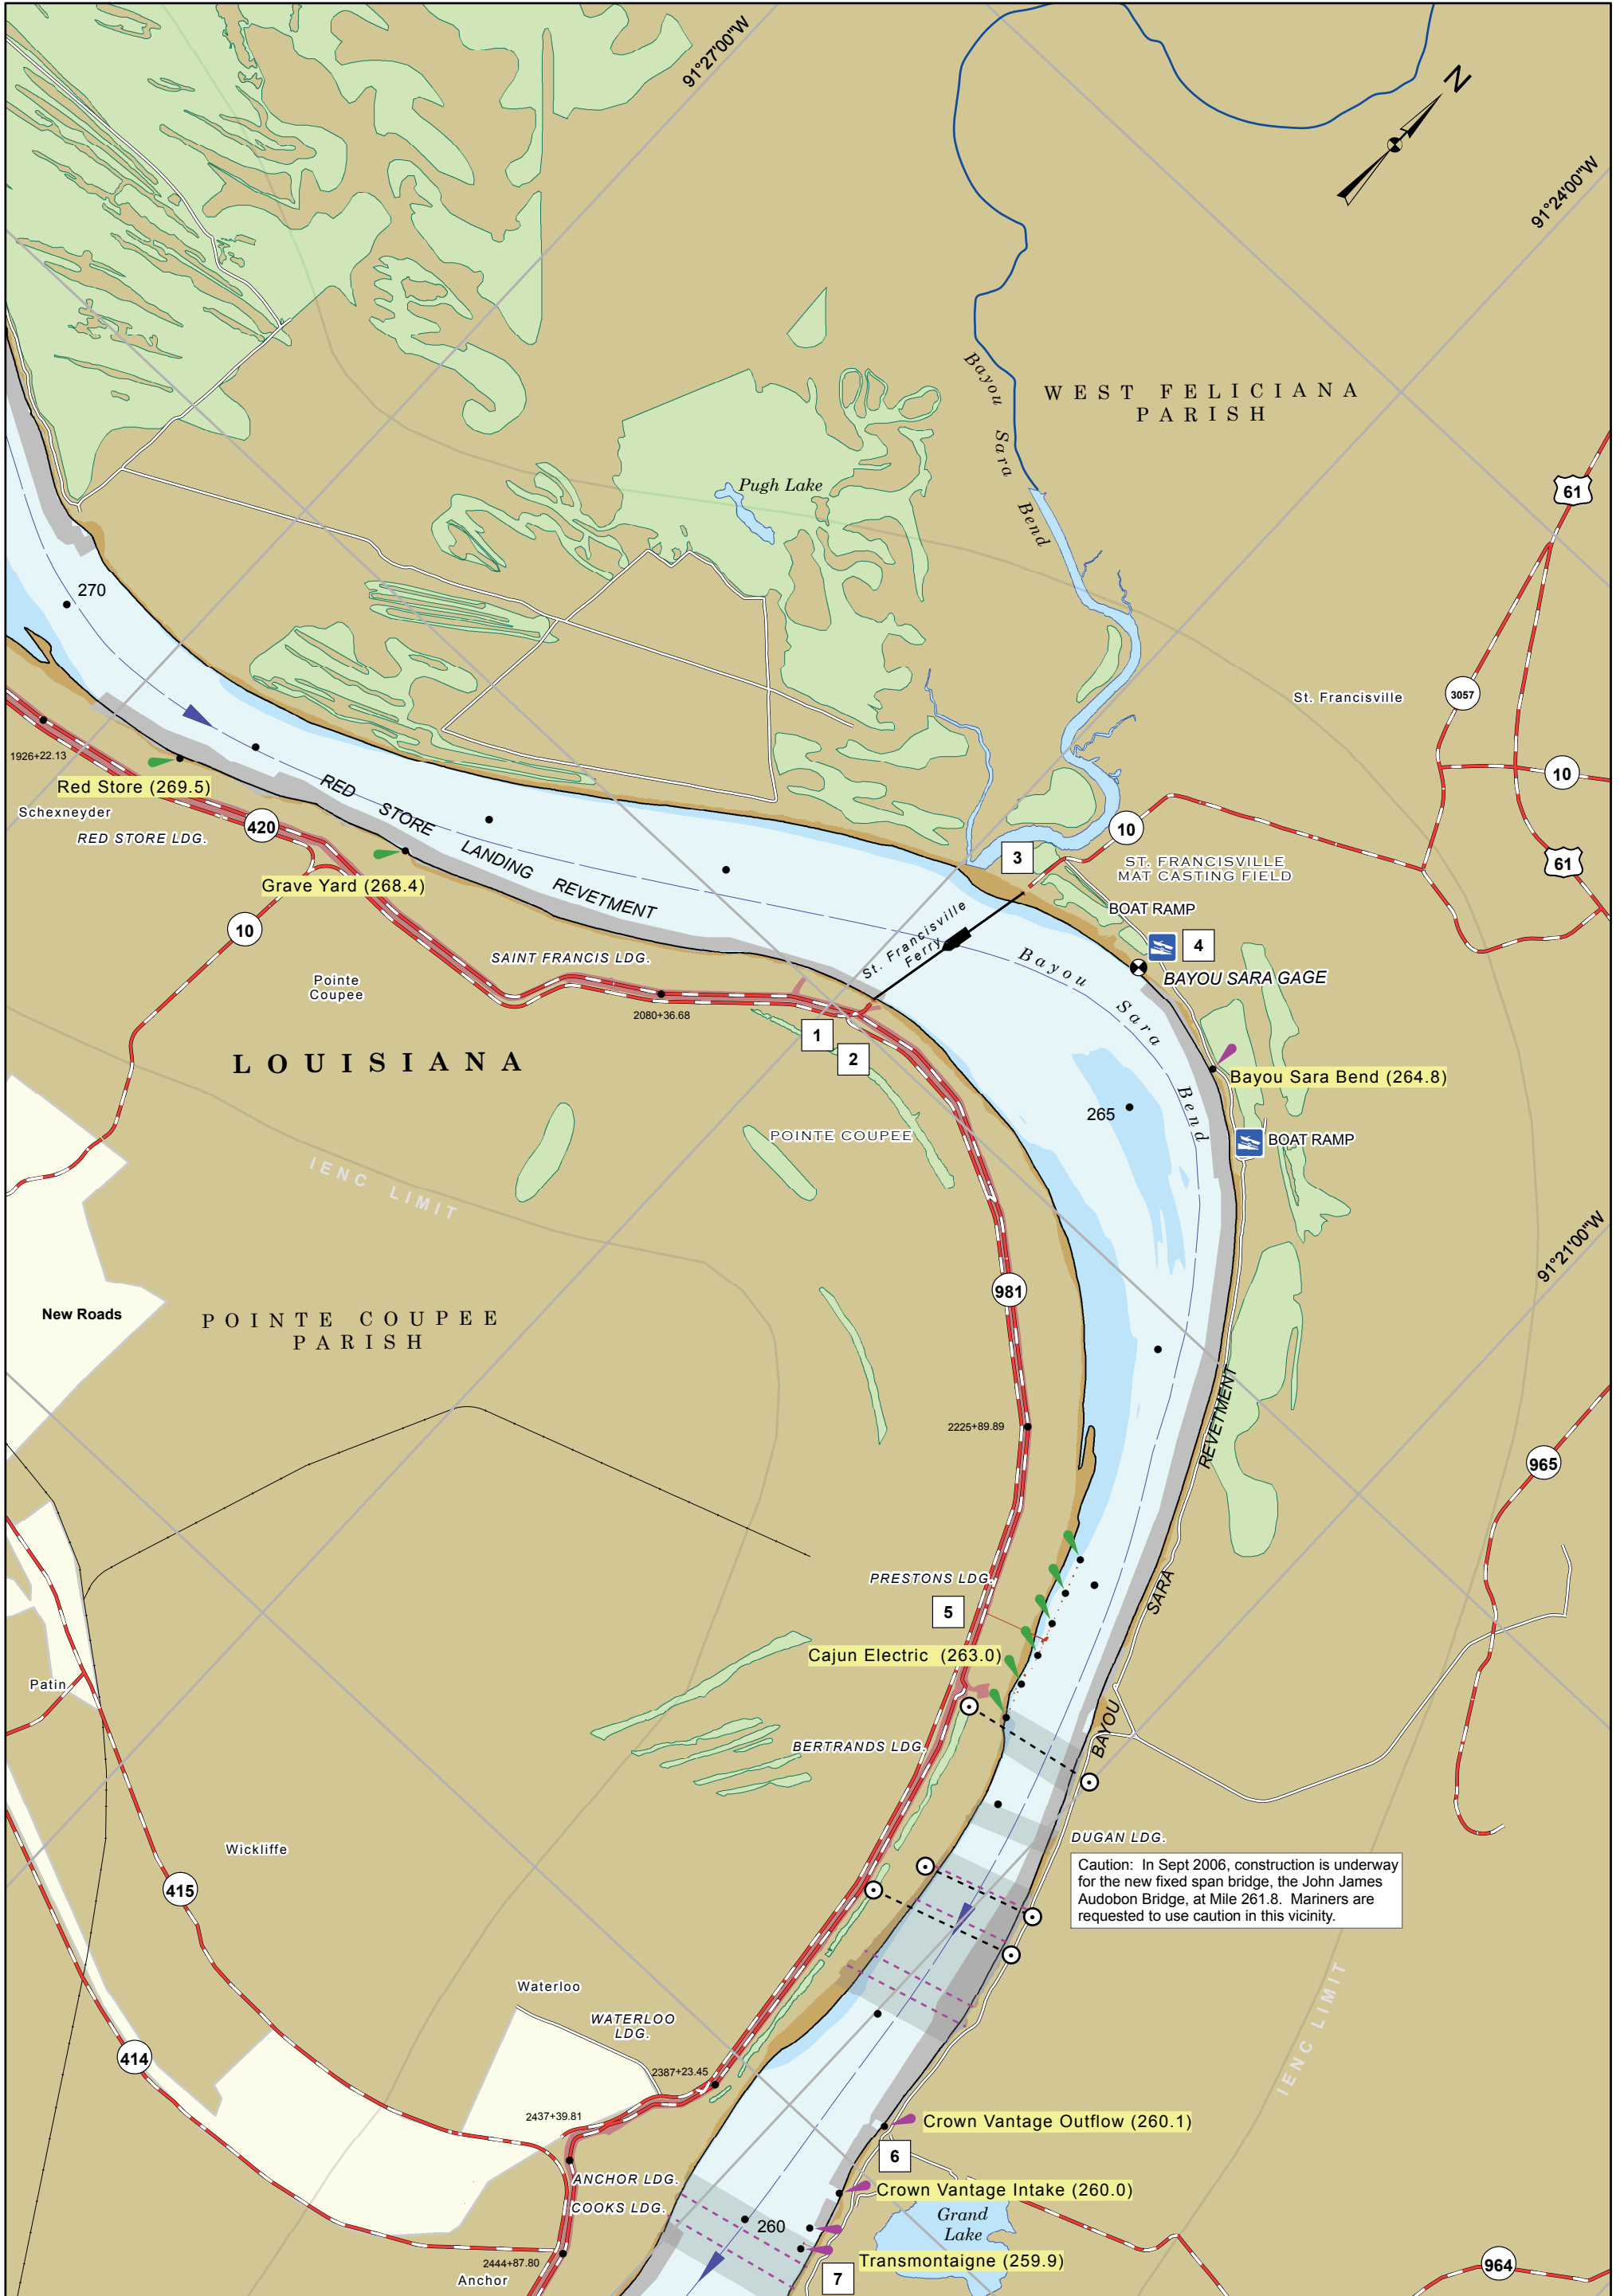 91°27'00"W
N
91°24'00"W
Bayou Sara Bend
WEST FELICIANA
PARISH
61
Pugh Lake
270
St. Francisville
3057
1926+22.13
10
Red Store (269.5)
Schexneyder
RED STORE LDG.
420
RED STORE LANDING REVETMENT
10
3
61
ST. FRANCISVILLE
MAT CASTING FIELD
Grave Yard (268.4)
BOAT RAMP
10
4
St. Francisville
Ferry
SAINT FRANCIS LDG.
Bayou Sara Bend
BAYOU SARA GAGE
Pointe
Coupee
2080+36.68
1
2
LOUISIANA
Bayou Sara Bend (264.8)
265
POINTE COUPEE
BOAT RAMP
IENC LIMIT
91°21'00"W
981
New Roads
POINTE COUPEE
PARISH
2225+89.89
965
BAYOU SARA REVETMENT
PRESTONS LDG.
5
Cajun Electric (263.0)
Patin
BERTRANDS LDG.
DUGAN LDG.
Wickliffe
Caution: In Sept 2006, construction is underway
for the new fixed span bridge, the John James
Audobon Bridge, at Mile 261.8. Mariners are
requested to use caution in this vicinity.
415
Waterloo
WATERLOO
LDG.
IENC LIMIT
414
2387+23.45
2437+39.81
Crown Vantage Outflow (260.1)
6
ANCHOR LDG.
Crown Vantage Intake (260.0)
COOKS LDG.
Grand
Lake
260
2444+87.80
Transmontaigne (259.9)
964
Anchor
7